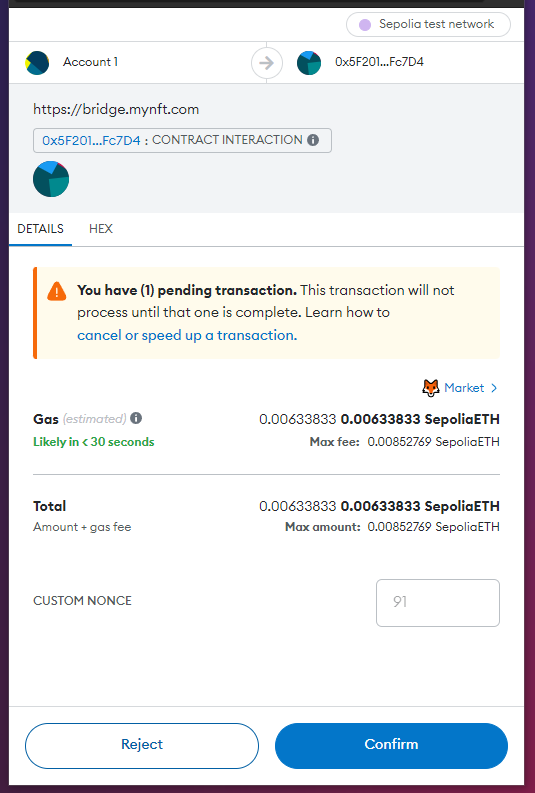 Sepolia test network
Account 1
0x5F201...Fc7D4
https://bridge.mynft.com
0x5F201...Fc7D4 : CONTRACT INTERACTION
DETAILS HEX
You have (1) pending transaction. This transaction will not
process until that one is complete. Learn how to
cancel or speed up a transaction.
Market >
Gas (estimated) 0.00633833 0.00633833 SepoliaETH
Likely in < 30 seconds Max fee: 0.00852769 SepoliaETH
Total 0.00633833 0.00633833 SepoliaETH
Amount + gas fee Max amount: 0.00852769 SepoliaETH
CUSTOM NONCE 91
Reject Confirm